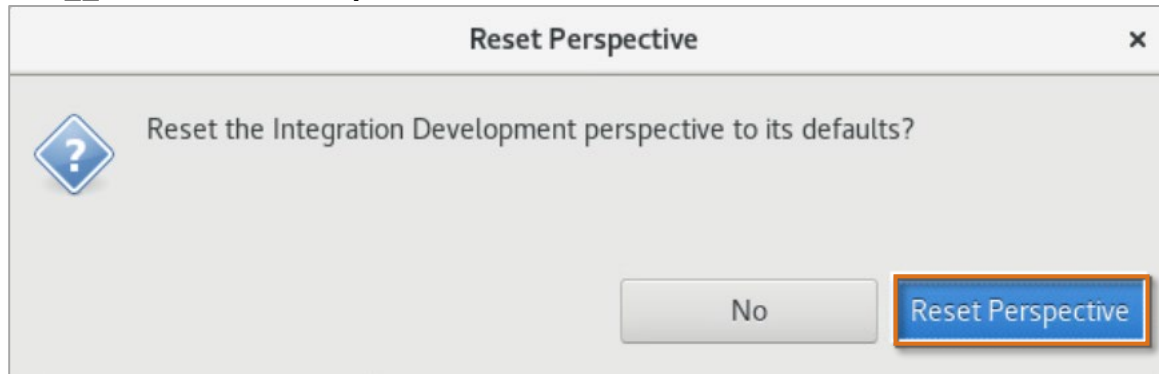 Reset Perspective
Reset the Integration Development perspective to its defaults?
No
Reset Perspective